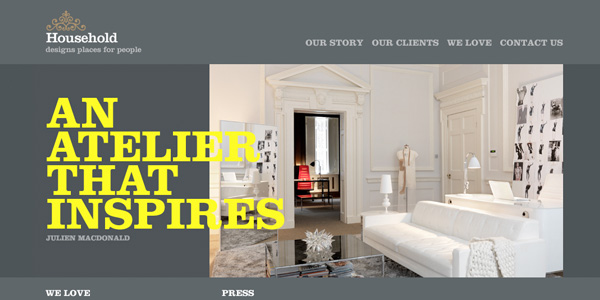 Household
designs places for people
OUR STORY OUR CLIENTS WE LOVE CONTACT US
AN
ATELIER
THAT
INSPIRES
JULIEN MACDONALD
WE LOVE PRESS